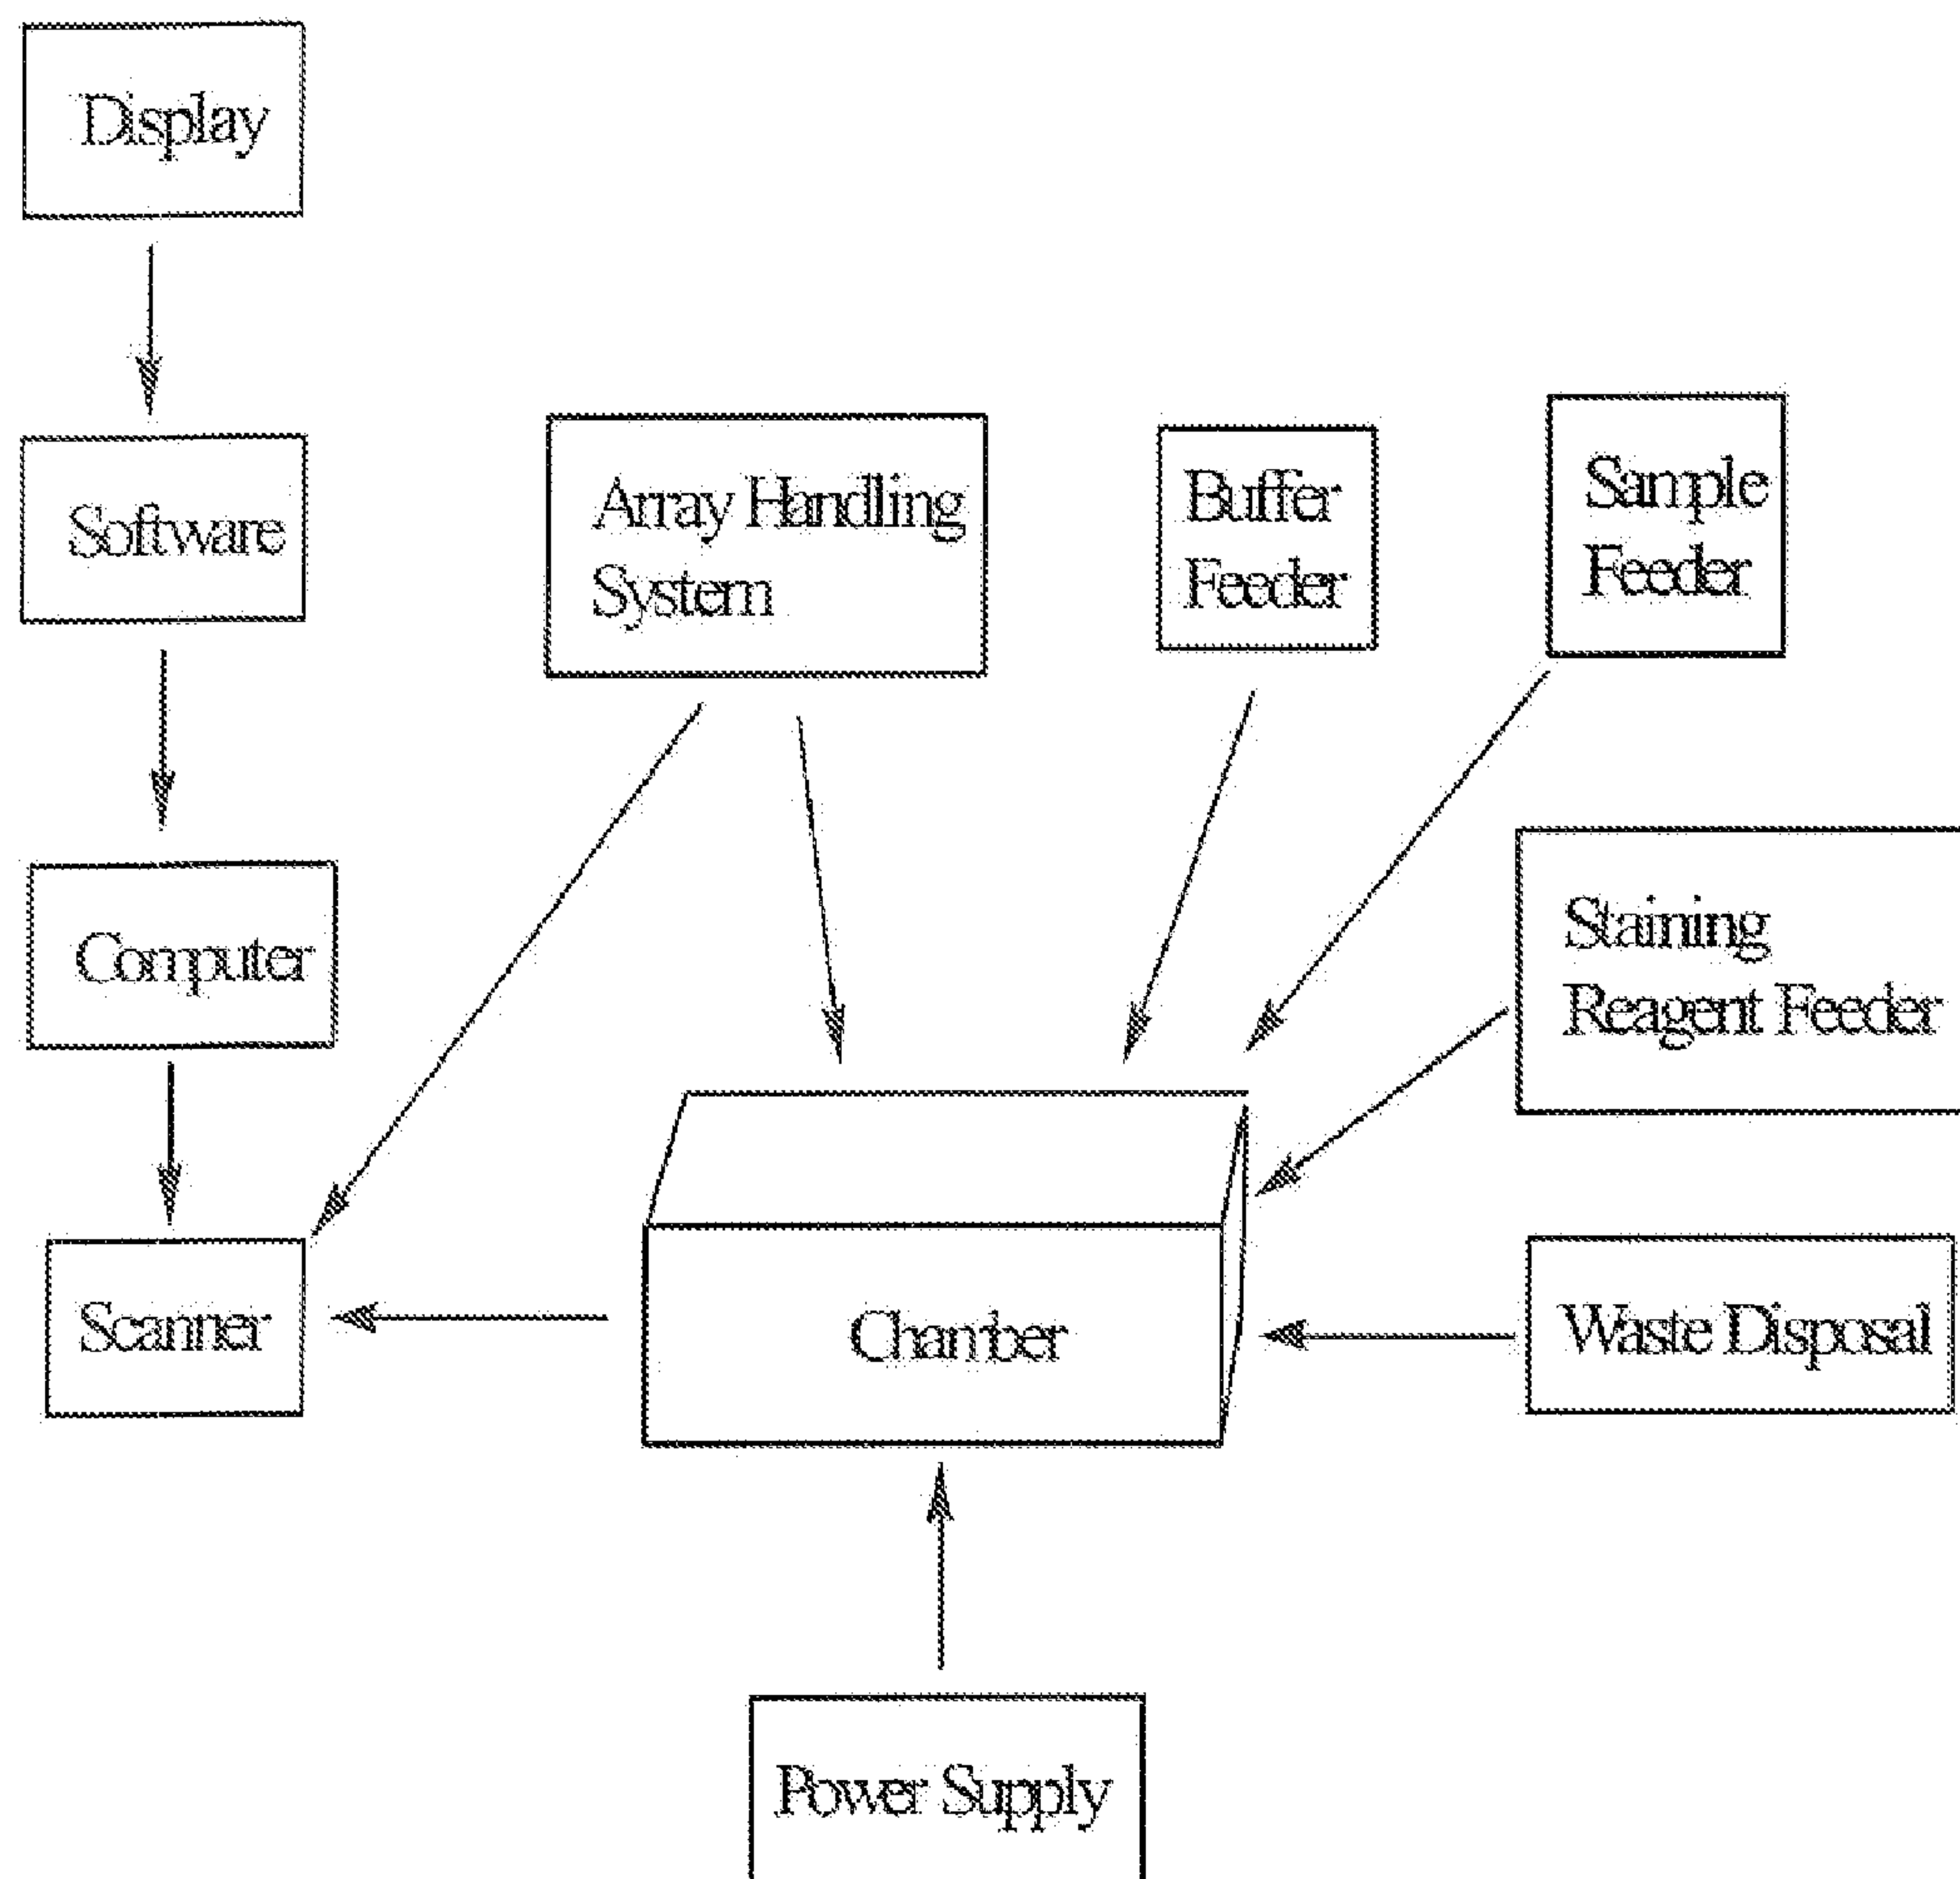 Display
Software
Array Handling
System
Buffer
Feeder
Sample
Feeder
Computer
Staining
Reagent Feeder
Scanner
Chamber
Waste Disposal
Power Supply